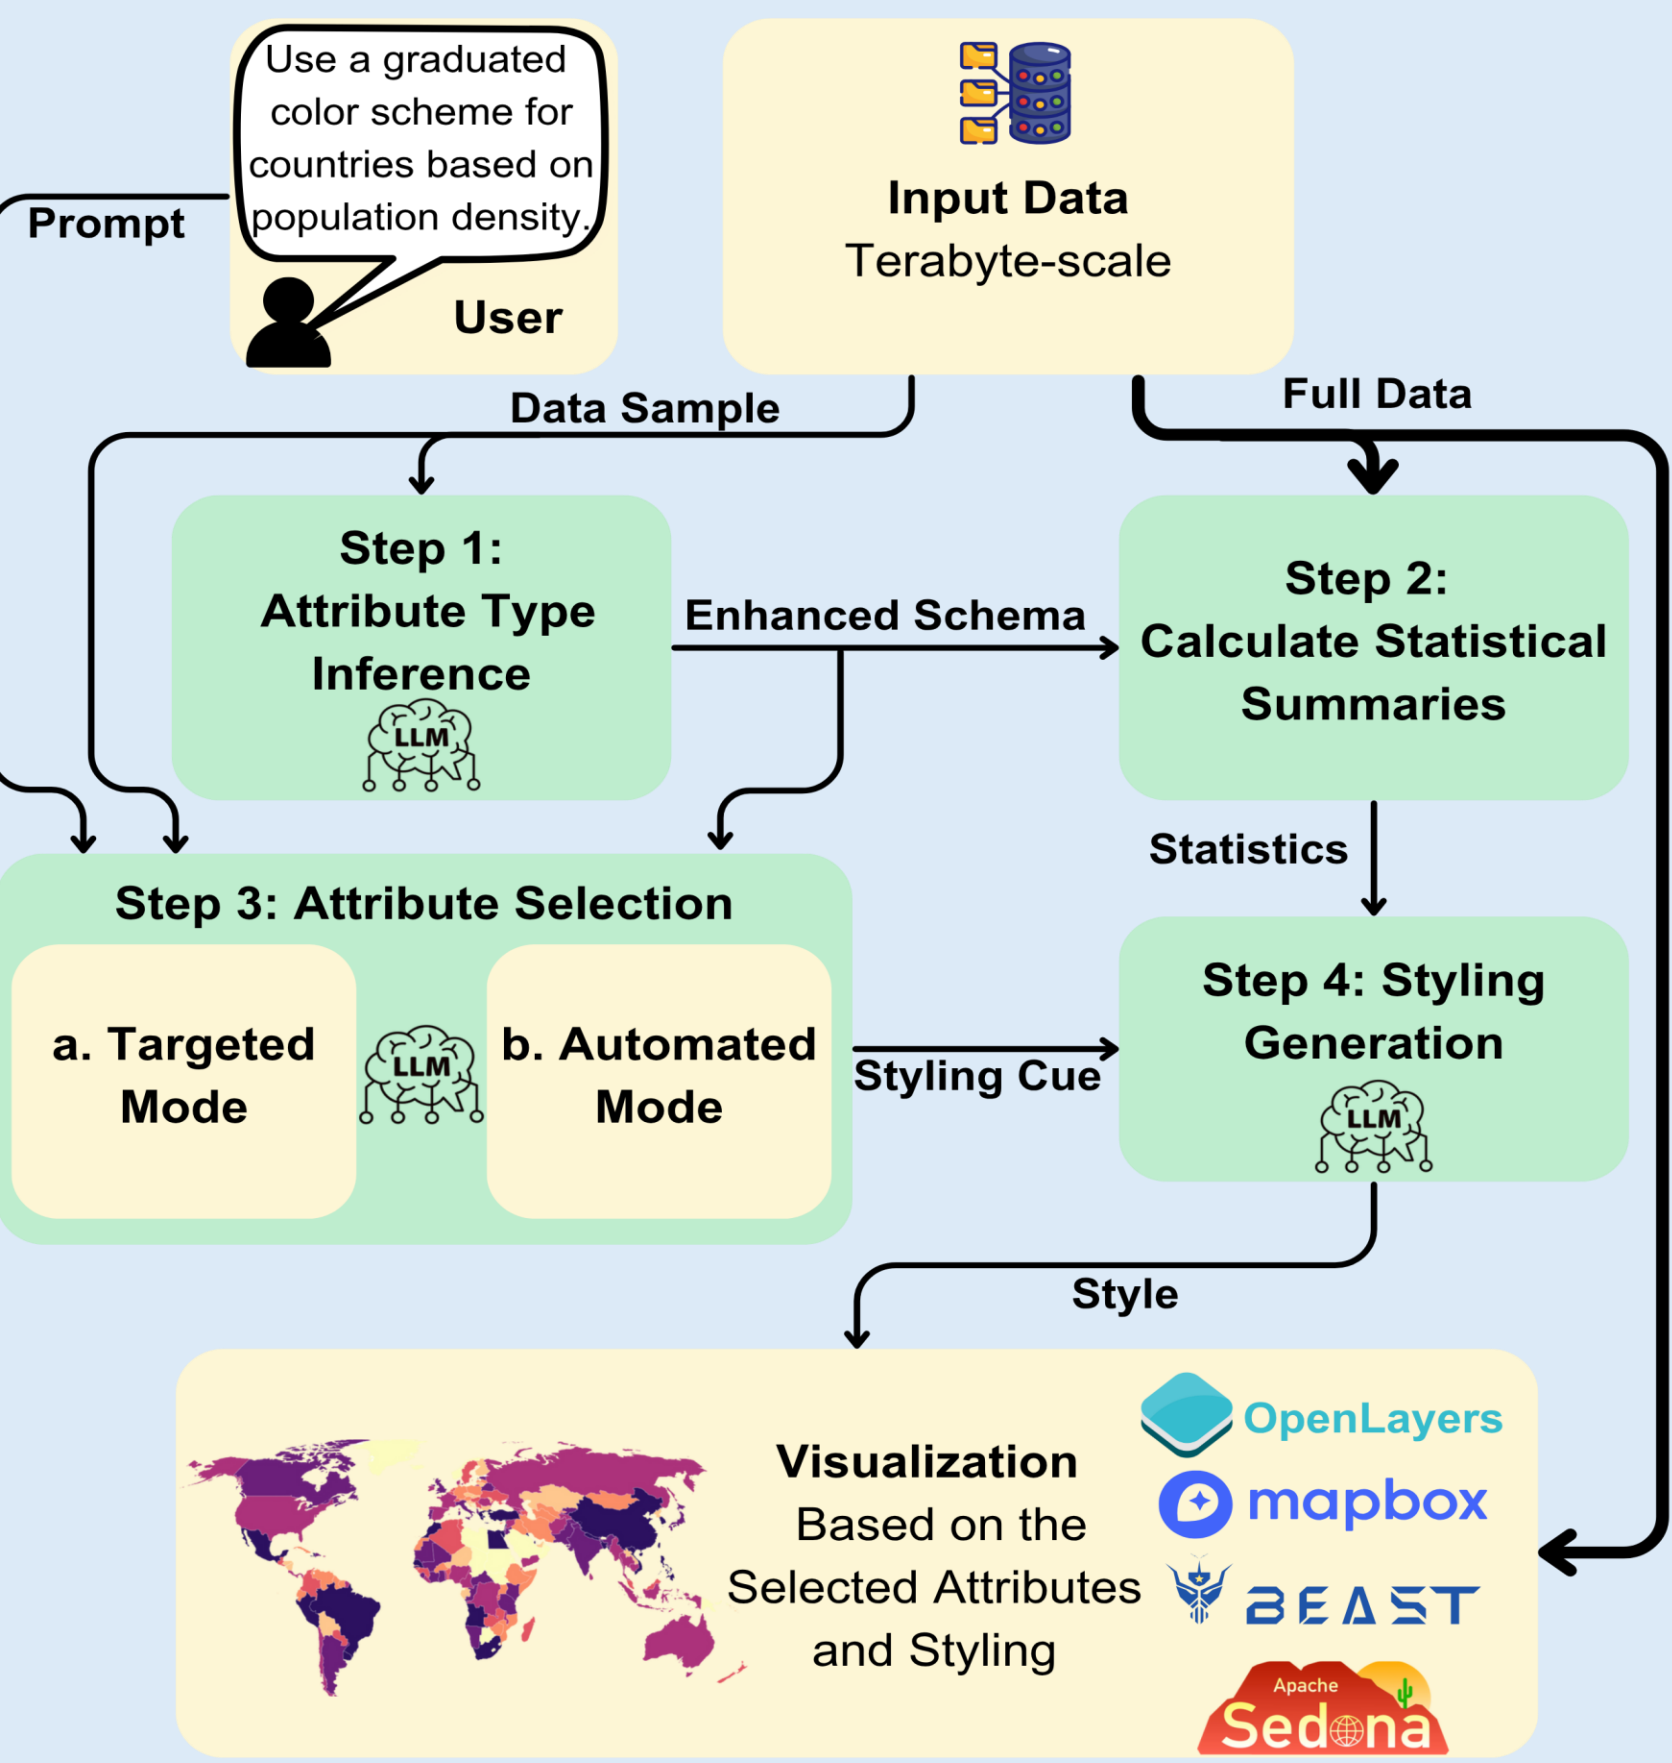 Use a graduated
color scheme for
countries based on
population density.
Prompt
User
Input Data
Terabyte-scale
Data Sample
Full Data
Step 1:
Attribute Type
Inference
LLM
Enhanced Schema
Step 2:
Calculate Statistical
Summaries
Statistics
Step 3: Attribute Selection
a. Targeted
Mode
LLM
b. Automated
Mode
Styling Cue
Step 4: Styling
Generation
LLM
Style
Visualization
Based on the
Selected Attributes
and Styling
OpenLayers
mapbox
BEAST
Apache
Sedona